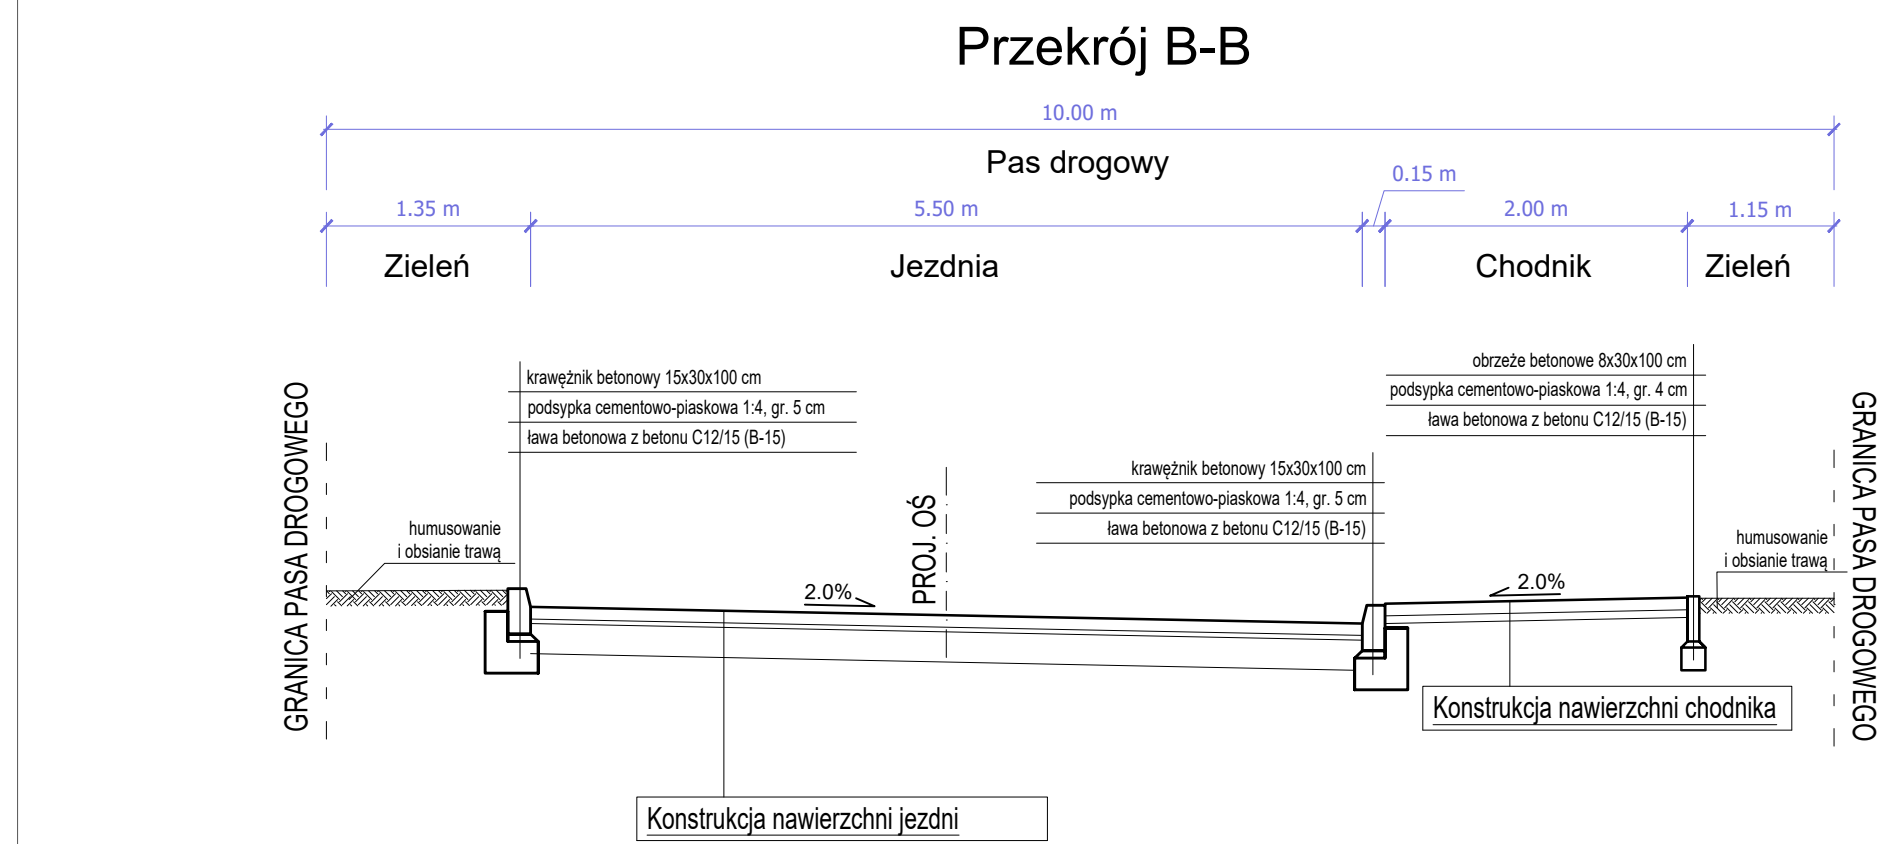 Przekrój B-B
10.00 m
Pas drogowy
0.15 m
1.35 m
5.50 m
2.00 m
1.15 m
Zieleń
Jezdnia
Chodnik
Zieleń
krawężnik betonowy 15x30x100 cm
podsypka cementowo-piaskowa 1:4, gr. 5 cm
ława betonowa z betonu C12/15 (B-15)
obrzeże betonowe 8x30x100 cm
podsypka cementowo-piaskowa 1:4, gr. 4 cm
ława betonowa z betonu C12/15 (B-15)
krawężnik betonowy 15x30x100 cm
podsypka cementowo-piaskowa 1:4, gr. 5 cm
ława betonowa z betonu C12/15 (B-15)
GRANICA PASA DROGOWEGO
humusowanie
i obsianie trawą
PROJ. OŚ
humusowanie
i obsianie trawą
GRANICA PASA DROGOWEGO
2.0%
2.0%
Konstrukcja nawierzchni chodnika
Konstrukcja nawierzchni jezdni